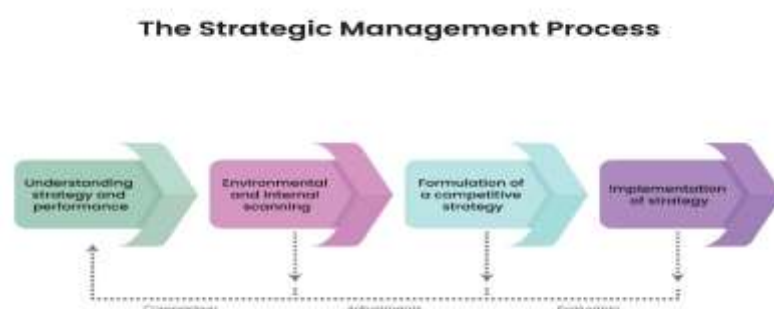 The Strategic Management Process
Understanding
strategy and
performance
Environmental
and internal
scanning
Formulation of
a competitive
strategy
Implementation
of strategy